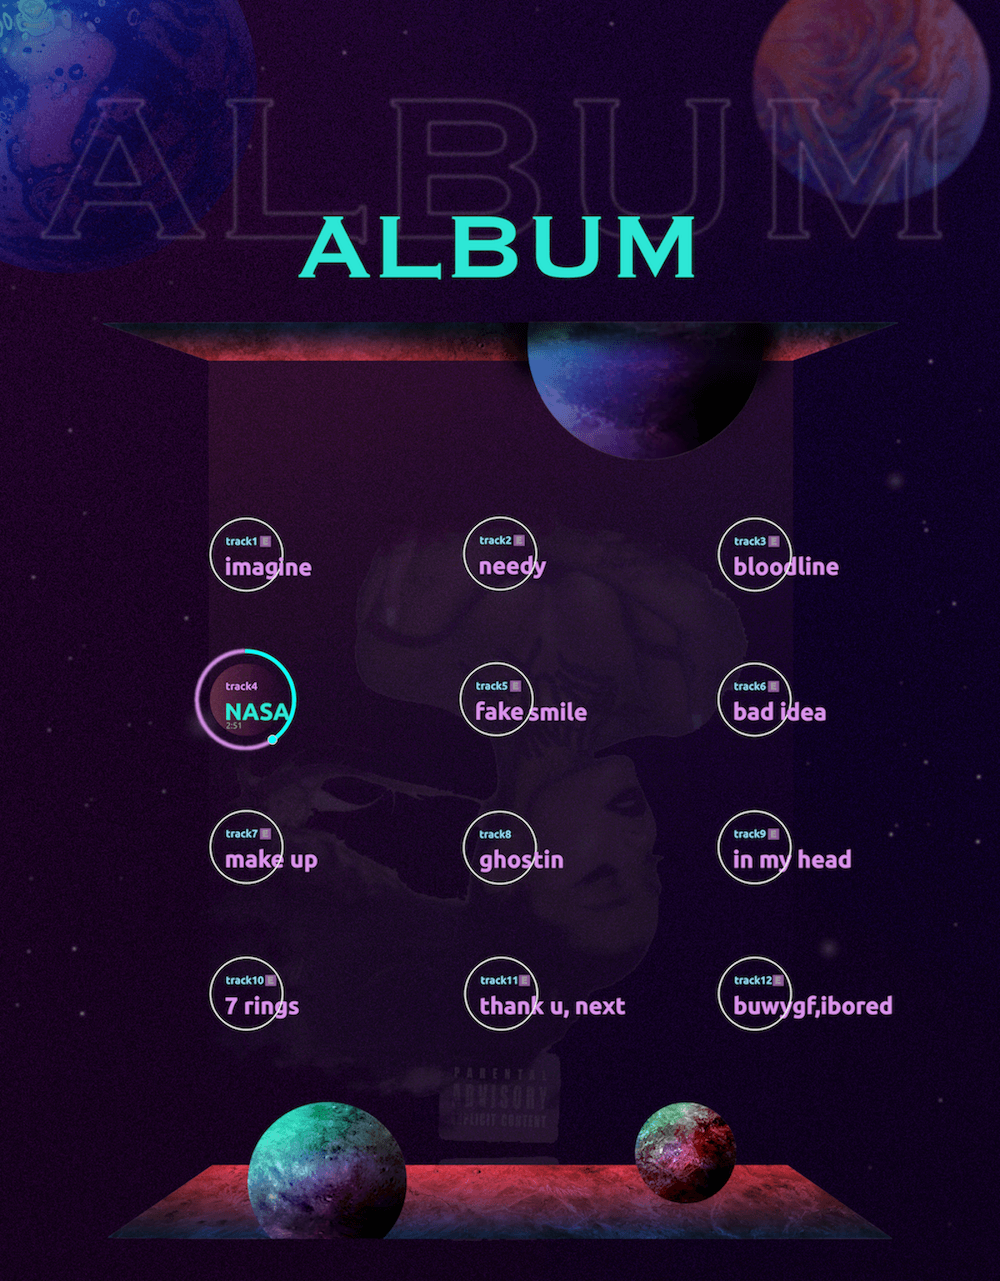 ALBUM
ALBUM
track1 E
imagine
track2 E
needy
track3 E
bloodline
track4
NASA
2:51
track5 E
fake smile
track6 E
bad idea
track7 E
make up
track8
ghostin
track9 E
in my head
track10 E
7 rings
track11 E
thank u, next
track12 E
buwygf,ibored
PARENTAL
ADVISORY
EXPLICIT CONTENT